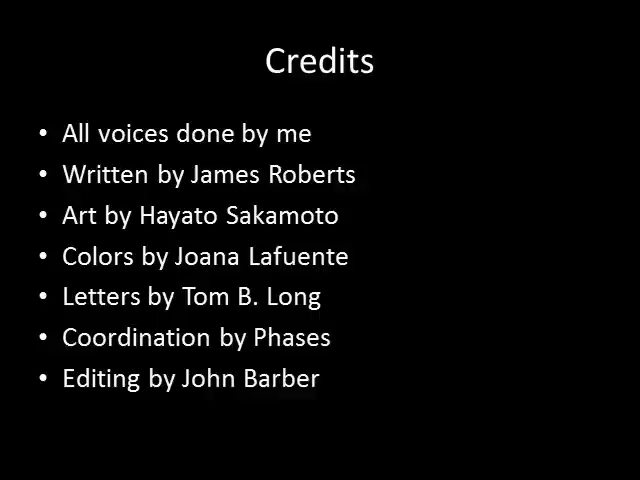 Credits
• All voices done by me
• Written by James Roberts
• Art by Hayato Sakamoto
• Colors by Joana Lafuente
• Letters by Tom B. Long
• Coordination by Phases
• Editing by John Barber